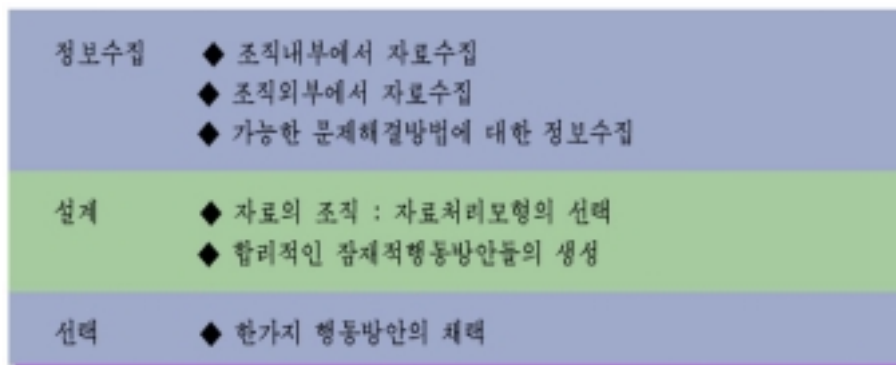 정보수집 ◆ 조직내부에서 자료수집
◆ 조직외부에서 자료수집
◆ 가능한 문제해결방법에 대한 정보수집
설계 ◆ 자료의 조직 : 자료처리모형의 선택
◆ 합리적인 잠재적행동방안들의 생성
선택 ◆ 한가지 행동방안의 채택